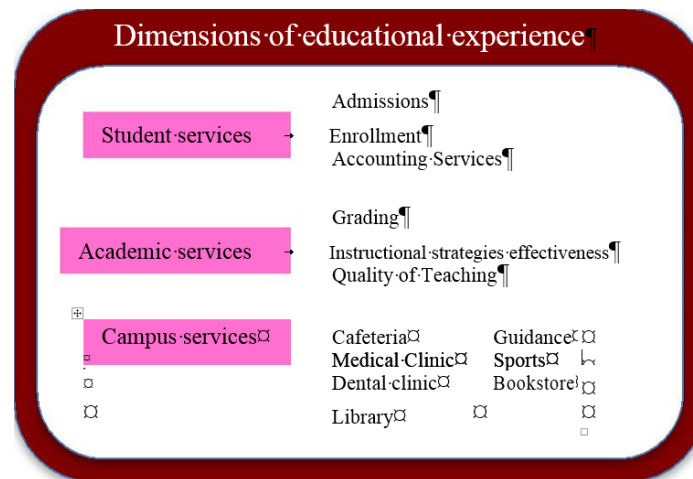 Dimensions of educational experience¶
Admissions¶
Student services → Enrollment¶
Accounting Services¶
Grading¶
Academic services → Instructional strategies effectiveness¶
Quality of Teaching¶
Campus services¤ Cafeteria¤ Guidance¤ ¤
Medical Clinic¤ Sports¤
Dental clinic¤ Bookstore¤ ¤
Library¤ ¤ ¤